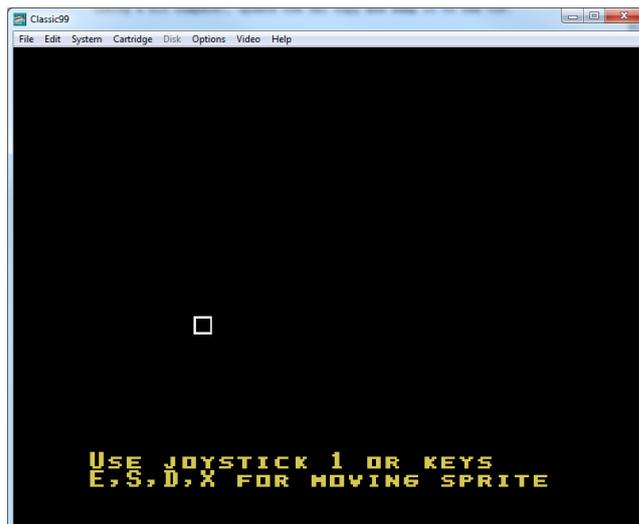 Classic99
File Edit System Cartridge Disk Options Video Help
USE JOYSTICK 1 OR KEYS
E,S,D,X FOR MOVING SPRITE